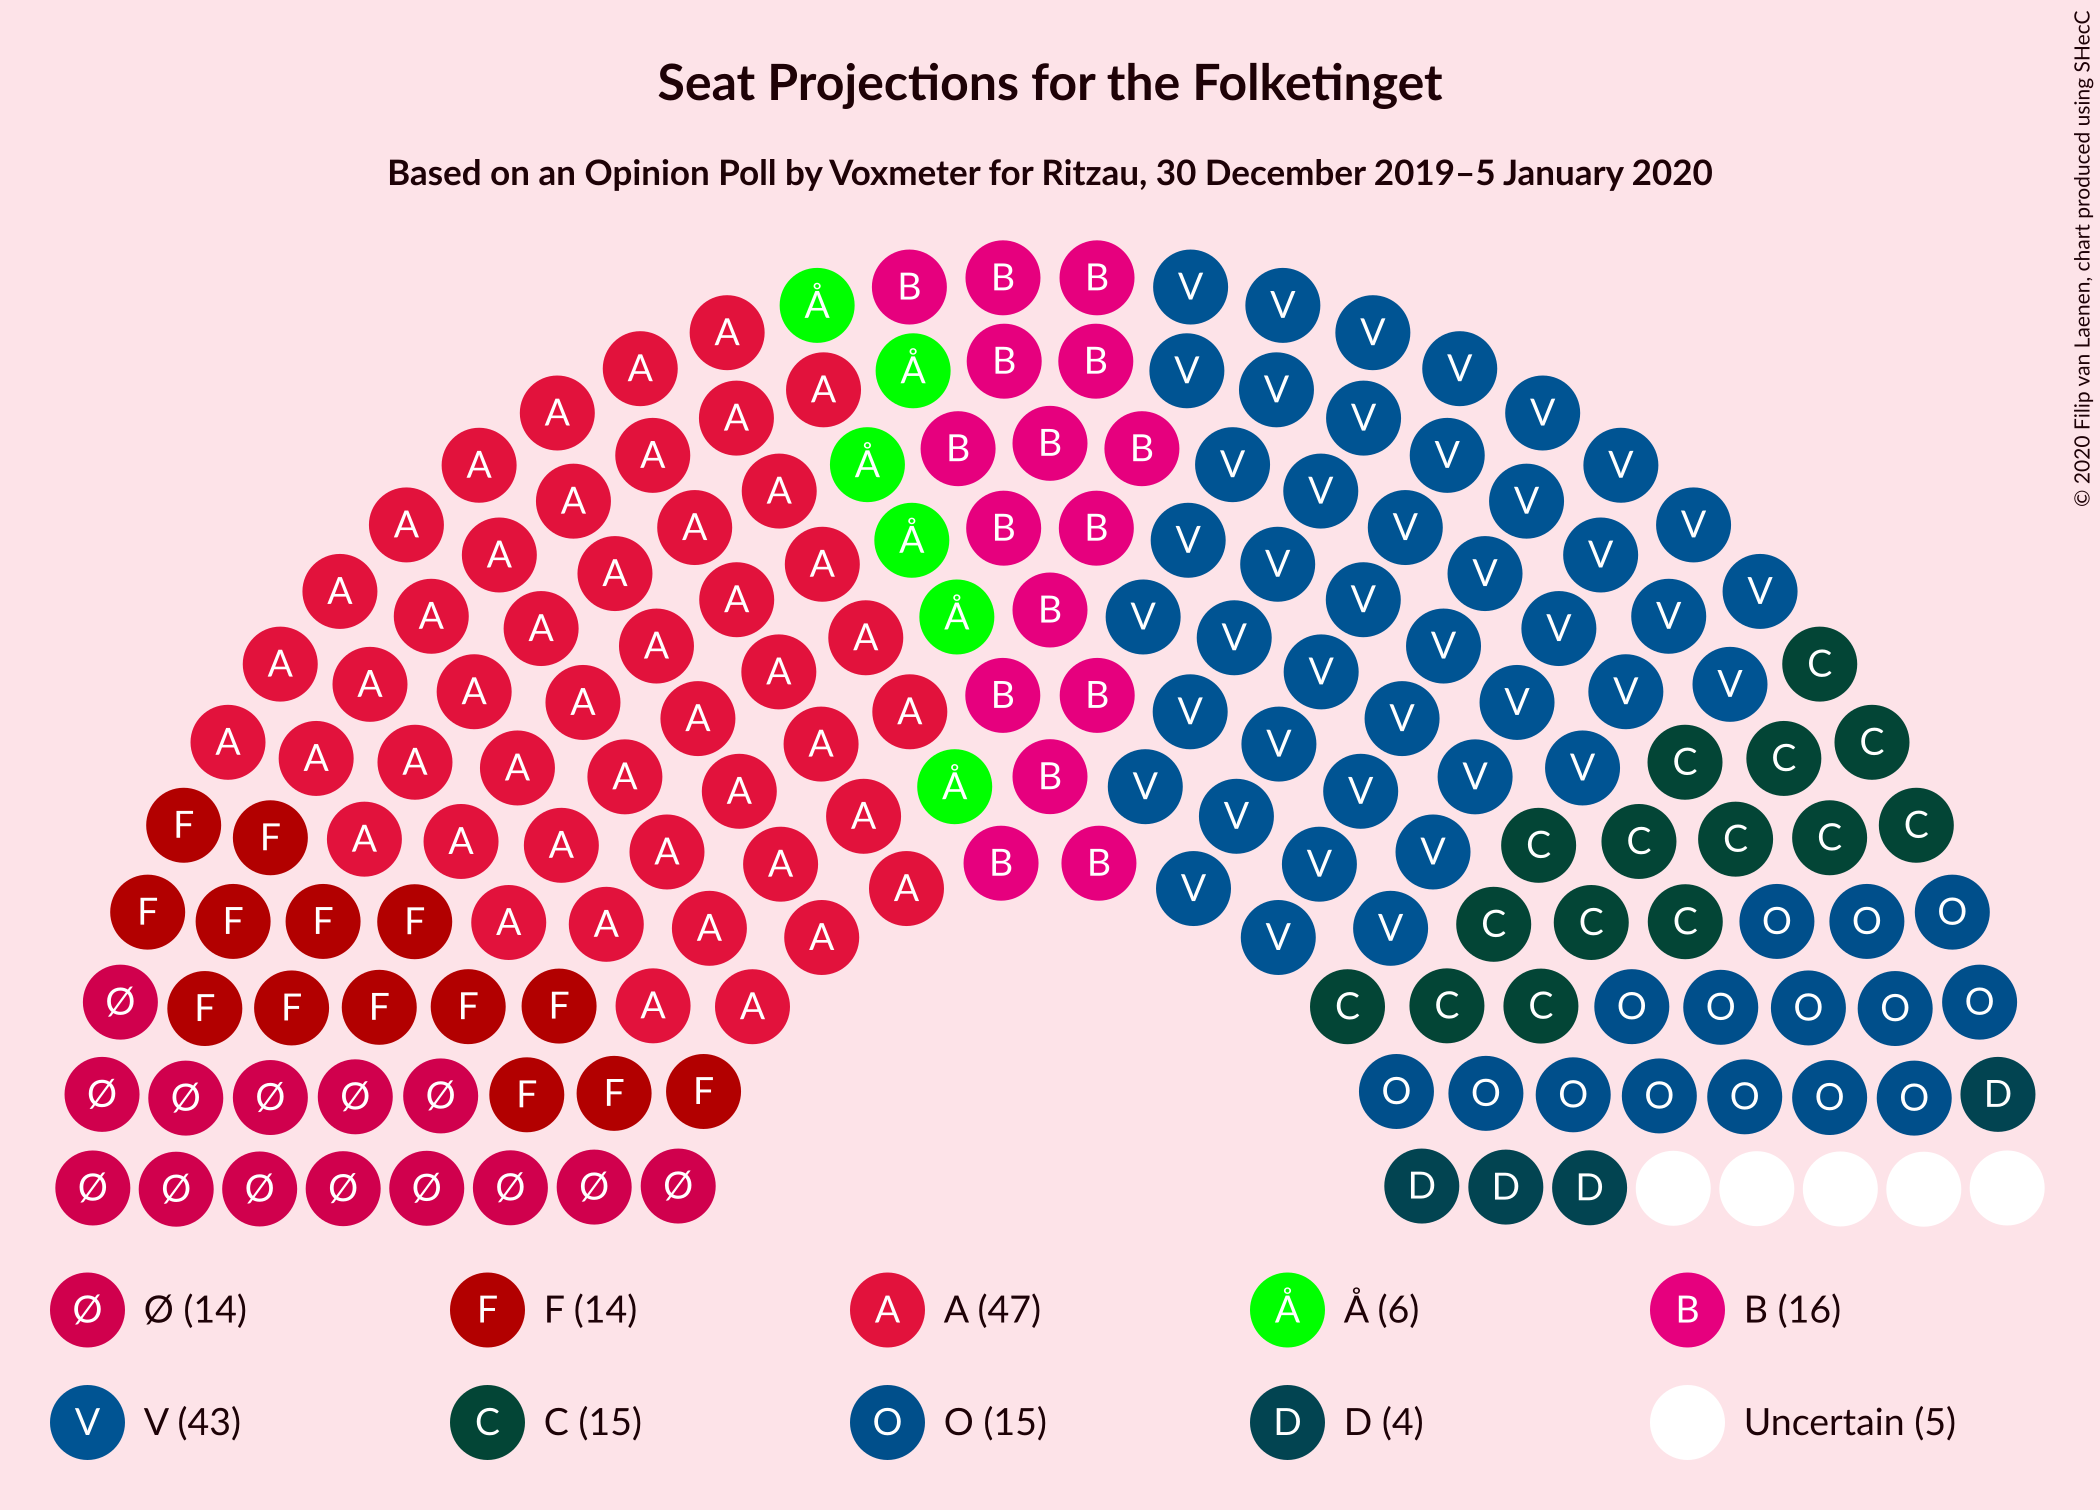 Seat Projections for the Folketinget
Based on an Opinion Poll by Voxmeter for Ritzau, 30 December 2019–5 January 2020
© 2020 Filip van Laenen, chart produced using SHecC
B B
Å B V
A B V
Å V
A V
A V
A Å B B B V V
A Å B B V V
A A V V
A Å B B B V V
A A V V
A A V V
A A Å B B V V V
A A A V V V
A A V V
A A A Å B V V V
A A A V V V
A A A B B V V V C
A A A A V V V V
F A A A A Å B V V V V C C C
F A A A A A B B V V V C C C C C
F F F F A A A A A V V V C C C O O O
Ø F F F F F A A C C C O O O O O
Ø Ø Ø Ø Ø F F F O O O O O O O D
Ø Ø Ø Ø Ø Ø Ø Ø D D D
Ø Ø (14) F F (14) A A (47) Å Å (6) B B (16)
V V (43) C C (15) O O (15) D D (4) Uncertain (5)